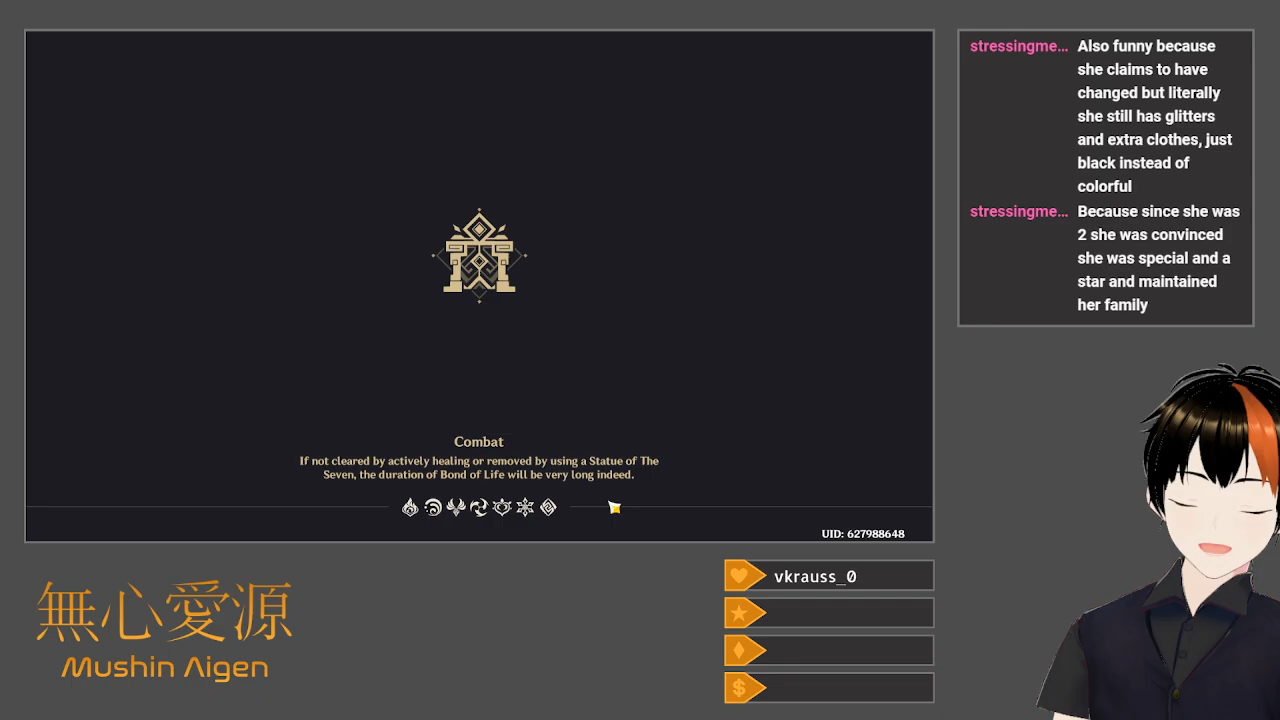 stressingme... Also funny because
she claims to have
changed but literally
she still has glitters
and extra clothes, just
black instead of
colorful
stressingme... Because since she was
2 she was convinced
she was special and a
star and maintained
her family
Combat
If not cleared by actively healing or removed by using a Statue of The
Seven, the duration of Bond of Life will be very long indeed.
UID: 627988648
vkrauss_0
無心愛源
Mushin Aigen